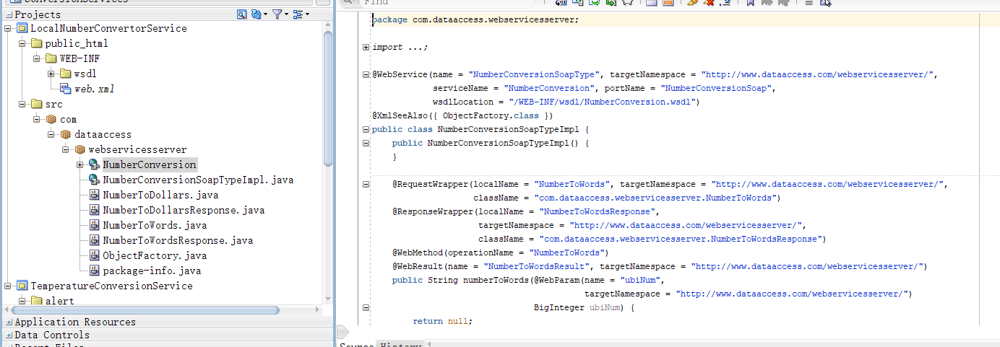 Projects
LocalNumberConvertorService
public_html
WEB-INF
wsdl
web.xml
src
com
dataaccess
webservicesserver
NumberConversion
NumberConversionSoapTypeImpl.java
NumberToDollars.java
NumberToDollarsResponse.java
NumberToWords.java
NumberToWordsResponse.java
ObjectFactory.java
package-info.java
TemperatureConversionService
alert
Application Resources
Data Controls
Recent Files
Find
package com.dataaccess.webservicesserver;
import ...;
@WebService(name = "NumberConversionSoapType", targetNamespace = "http://www.dataaccess.com/webservicesserver/",
serviceName = "NumberConversion", portName = "NumberConversionSoap",
wsdlLocation = "/WEB-INF/wsdl/NumberConversion.wsdl")
@XmlSeeAlso({ ObjectFactory.class })
public class NumberConversionSoapTypeImpl {
public NumberConversionSoapTypeImpl() {
}
@RequestWrapper(localName = "NumberToWords", targetNamespace = "http://www.dataaccess.com/webservicesserver/",
className = "com.dataaccess.webservicesserver.NumberToWords")
@ResponseWrapper(localName = "NumberToWordsResponse",
targetNamespace = "http://www.dataaccess.com/webservicesserver/",
className = "com.dataaccess.webservicesserver.NumberToWordsResponse")
@WebMethod(operationName = "NumberToWords")
@WebResult(name = "NumberToWordsResult", targetNamespace = "http://www.dataaccess.com/webservicesserver/")
public String numberToWords(@WebParam(name = "ubiNum",
targetNamespace = "http://www.dataaccess.com/webservicesserver/")
BigInteger ubiNum) {
return null;
Source History